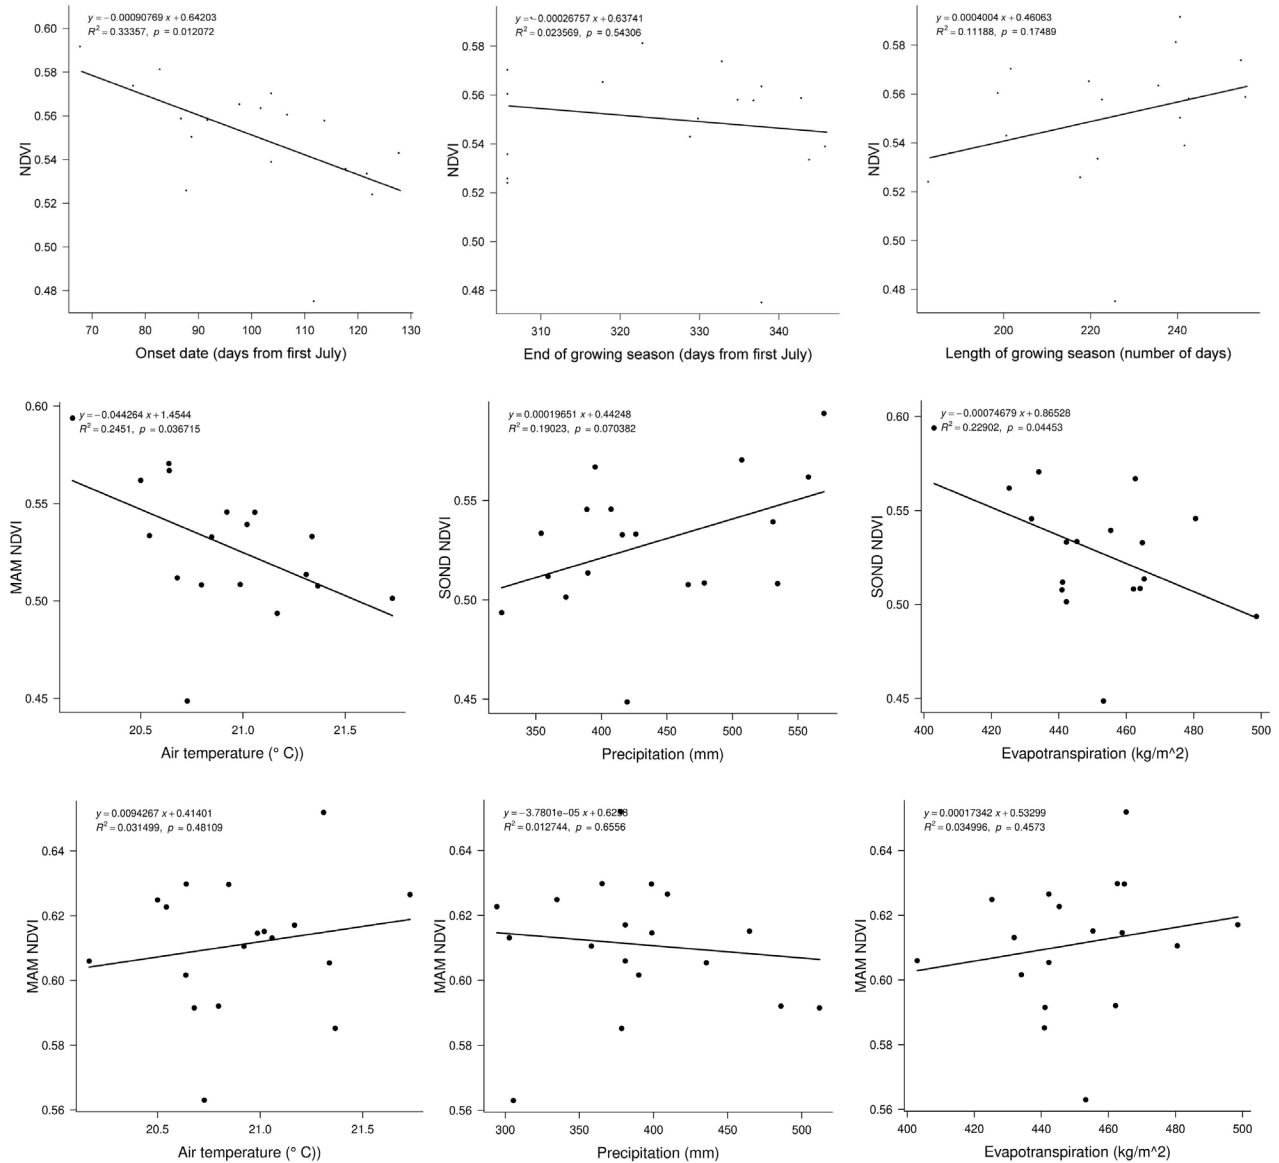 y = −0.00090769 x + 0.64203
R² = 0.33357, p = 0.012072
0.60
0.58
0.56
0.54
0.52
0.50
0.48
NDVI
70 80 90 100 110 120 130
Onset date (days from first July)
y = −0.00026757 x + 0.63741
R² = 0.023569, p = 0.54306
0.58
0.56
0.54
0.52
0.50
0.48
NDVI
310 320 330 340
End of growing season (days from first July)
y = 0.0004004 x + 0.46063
R² = 0.11188, p = 0.17489
0.58
0.56
0.54
0.52
0.50
0.48
NDVI
200 220 240
Length of growing season (number of days)
y = −0.044264 x + 1.4544
R² = 0.2451, p = 0.036715
0.60
0.55
0.50
0.45
MAM NDVI
20.5 21.0 21.5
Air temperature (° C))
y = 0.00019651 x + 0.44248
R² = 0.19023, p = 0.070382
0.55
0.50
0.45
SOND NDVI
350 400 450 500 550
Precipitation (mm)
y = −0.00074679 x + 0.86528
R² = 0.22902, p = 0.04453
0.60
0.55
0.50
0.45
SOND NDVI
400 420 440 460 480 500
Evapotranspiration (kg/m^2)
y = 0.0094267 x + 0.41401
R² = 0.031499, p = 0.48109
0.64
0.62
0.60
0.58
0.56
MAM NDVI
20.5 21.0 21.5
Air temperature (° C))
y = −3.7801e−05 x +
R² = 0.012744, p = 0.6556
0.64
0.62
0.60
0.58
0.56
MAM NDVI
300 350 400 450 500
Precipitation (mm)
y = 0.00017342 x + 0.53299
R² = 0.034996, p = 0.4573
0.64
0.62
0.60
0.58
0.56
MAM NDVI
400 420 440 460 480 500
Evapotranspiration (kg/m^2)